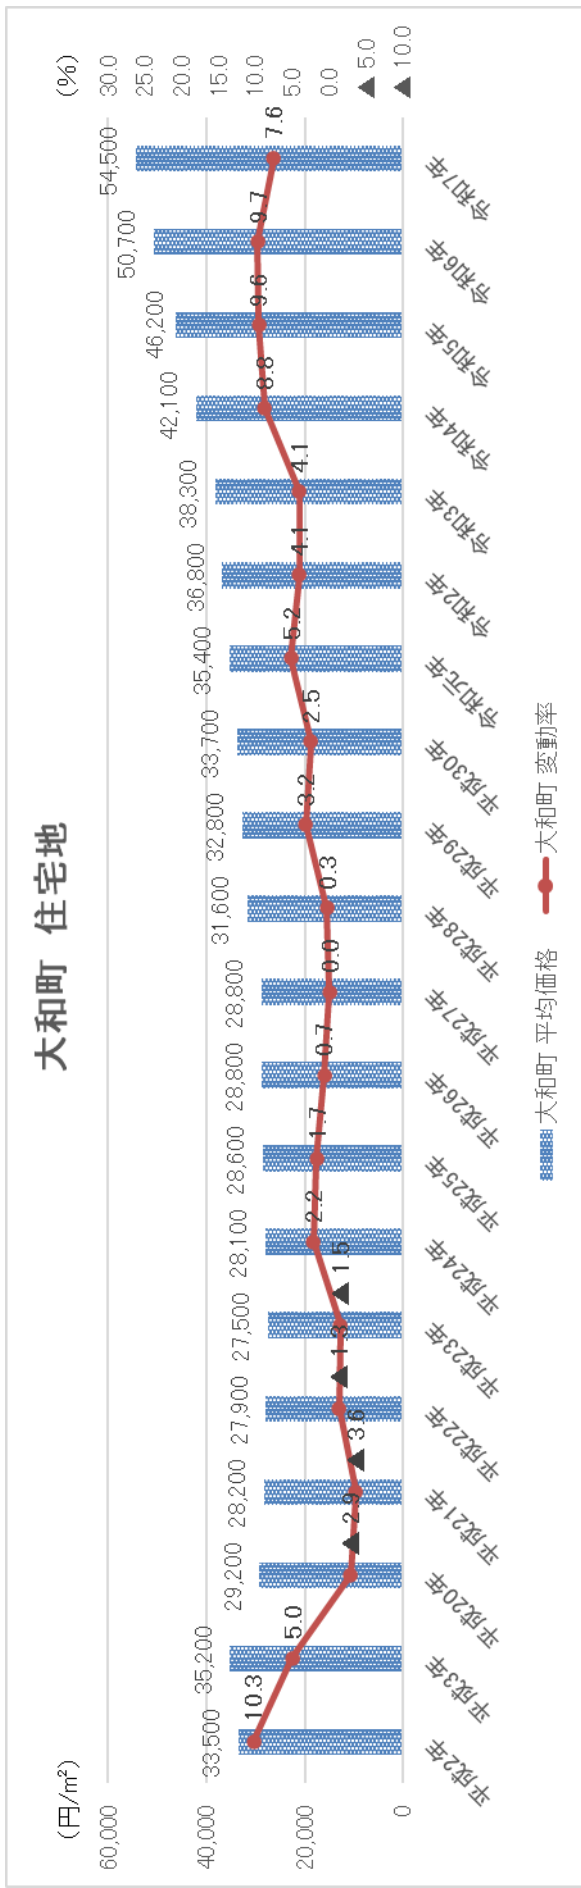 大和町 住宅地
(円/㎡)
(%)
60,000
40,000
20,000
0
30.0
25.0
20.0
15.0
10.0
5.0
0.0
▲ 5.0
▲ 10.0
33,500
35,200
29,200
28,200
27,900
27,500
28,100
28,600
28,800
28,800
31,600
32,800
33,700
35,400
36,800
38,300
42,100
46,200
50,700
54,500
10.3
5.0
▲ 2.9
▲ 3.6
▲ 1.3
▲ 1.5
2.2
1.7
0.7
0.0
0.3
3.2
2.5
5.2
4.1
4.1
8.8
9.6
9.7
7.6
平成2年
平成3年
平成20年
平成21年
平成22年
平成23年
平成24年
平成25年
平成26年
平成27年
平成28年
平成29年
平成30年
令和元年
令和2年
令和3年
令和4年
令和5年
令和6年
令和7年
大和町 平均価格
大和町 変動率